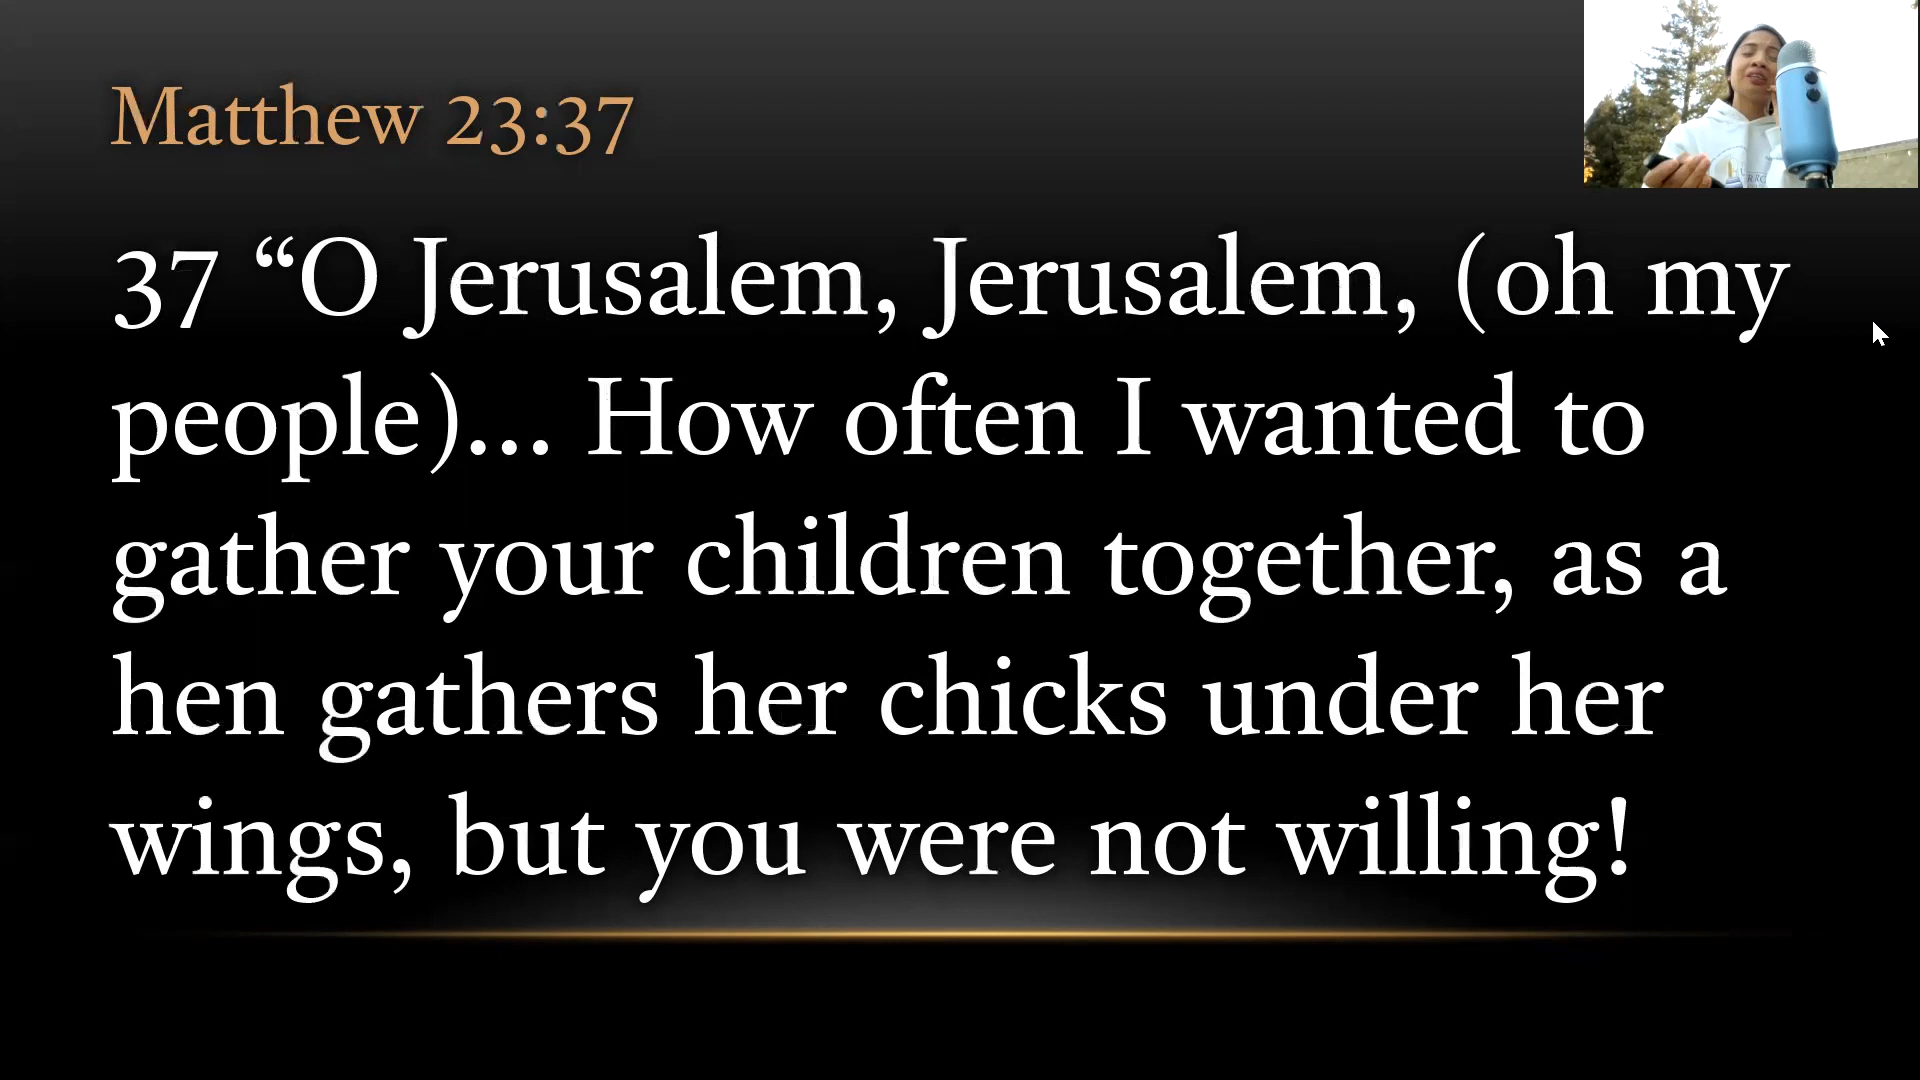 Matthew 23:37
37 “O Jerusalem, Jerusalem, (oh my
people)... How often I wanted to
gather your children together, as a
hen gathers her chicks under her
wings, but you were not willing!